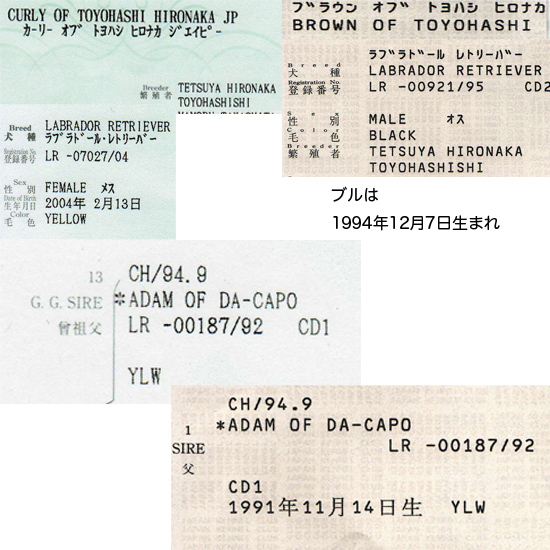 CURLY OF TOYOHASHI HIRONAKA JP
カーリー オブ トヨハシ ヒロナカ ジエイピー
Breeder
繁殖者
TETSUYA HIRONAKA
TOYOHASHISHI
Breed
犬 種
LABRADOR RETRIEVER
ラブラドール・レトリーバー
Registration No.
登録番号
LR -07027/04
Sex
性 別
FEMALE メス
Date of Birth
生年月日
2004年 2月13日
Color
毛 色
YELLOW
ブラウン オブ トヨハシ ヒロナカ
BROWN OF TOYOHASHI
ラブラドール レトリーバー
Breed
犬 種
LABRADOR RETRIEVER
Registration No.
登録番号
LR -00921/95 CD2
Sex
性 別
MALE オス
Color
毛 色
BLACK
Breeder
繁殖者
TETSUYA HIRONAKA
TOYOHASHISHI
ブルは
1994年12月7日生まれ
13
G. G. SIRE
曾祖父
CH/94.9
*ADAM OF DA-CAPO
LR -00187/92 CD1
YLW
1
SIRE
父
CH/94.9
*ADAM OF DA-CAPO
LR -00187/92
CD1
1991年11月14日生 YLW